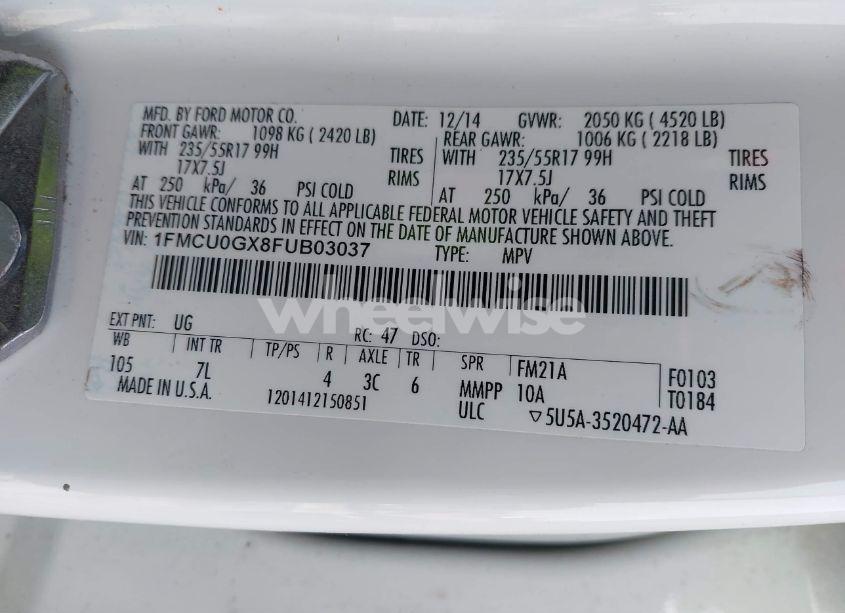 MFD. BY FORD MOTOR CO. DATE: 12/14 GVWR: 2050 KG ( 4520 LB)
FRONT GAWR: 1098 KG ( 2420 LB) REAR GAWR: 1006 KG ( 2218 LB)
WITH 235/55R17 99H TIRES WITH 235/55R17 99H TIRES
17X7.5J RIMS 17X7.5J RIMS
AT 250 kPa/ 36 PSI COLD AT 250 kPa/ 36 PSI COLD
THIS VEHICLE CONFORMS TO ALL APPLICABLE FEDERAL MOTOR VEHICLE SAFETY AND THEFT
PREVENTION STANDARDS IN EFFECT ON THE DATE OF MANUFACTURE SHOWN ABOVE.
VIN: 1FMCU0GX8FUB03037 TYPE: MPV
wheelwise
EXT PNT: UG RC: 47 DSO:
WB INT TR TP/PS R AXLE TR SPR FM21A F0103
105 7L 4 3C 6 MMPP 10A T0184
MADE IN U.S.A. 1201412150851 ULC ▽5U5A-3520472-AA